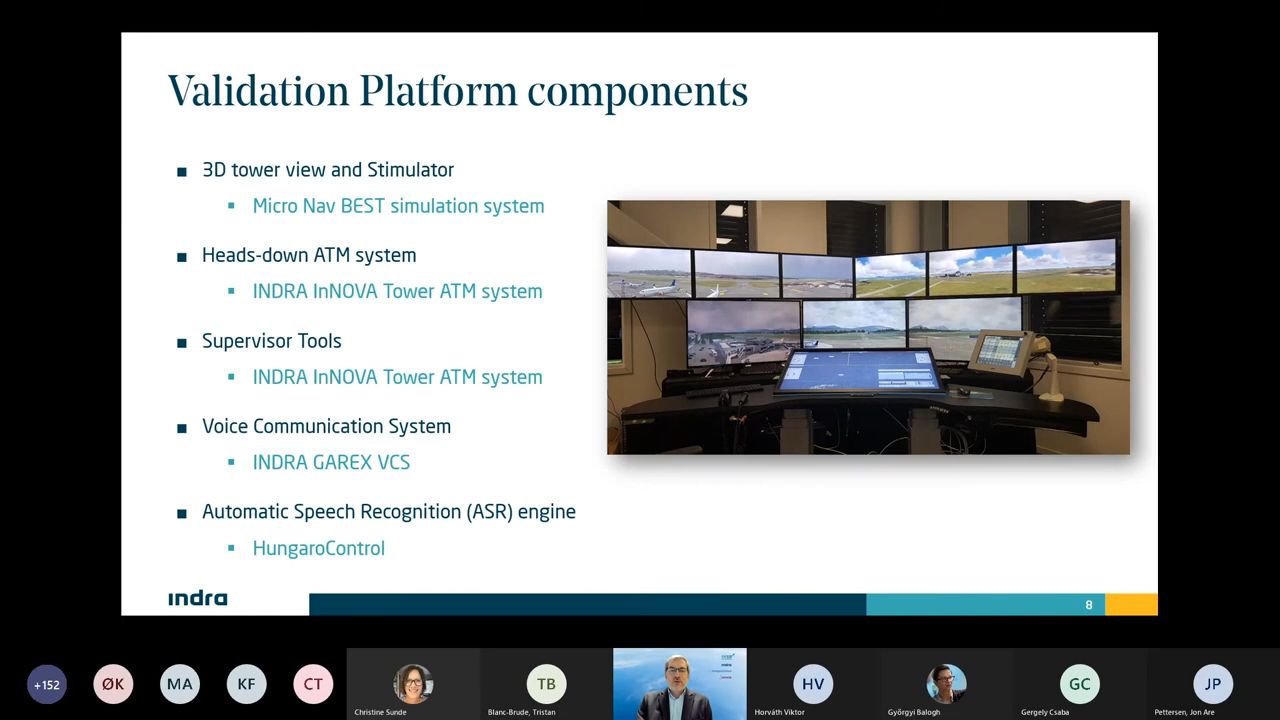 Validation Platform components
■ 3D tower view and Stimulator
▪ Micro Nav BEST simulation system
■ Heads-down ATM system
▪ INDRA InNOVA Tower ATM system
■ Supervisor Tools
▪ INDRA InNOVA Tower ATM system
■ Voice Communication System
▪ INDRA GAREX VCS
■ Automatic Speech Recognition (ASR) engine
▪ HungaroControl
indra
8
+152
ØK
MA
KF
CT
Christine Sunde
TB
Blanc-Brude, Tristan
HV
Horváth Viktor
Györgyi Balogh
GC
Gergely Csaba
JP
Pettersen, Jon Are